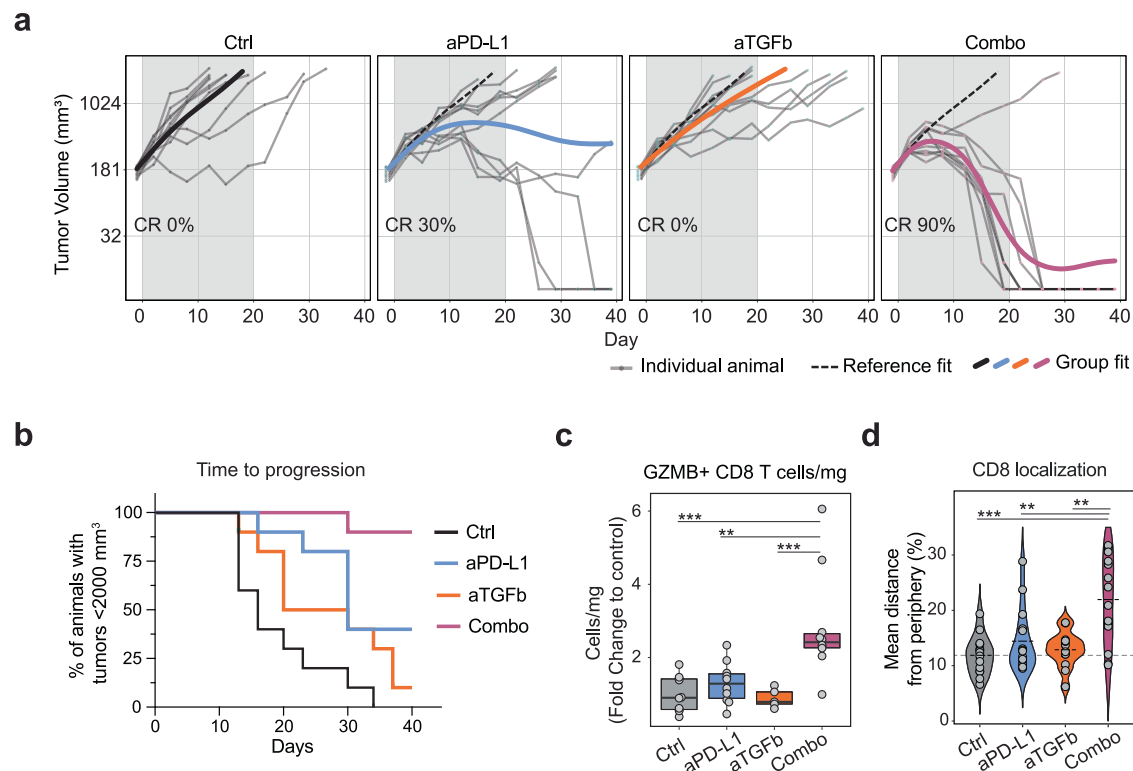 a
Ctrl
aPD-L1
aTGFb
Combo
Tumor Volume (mm³)
1024
181
32
CR 0%
CR 30%
CR 0%
CR 90%
0 10 20 30 40
0 10 20 30 40
0 10 20 30 40
0 10 20 30 40
Day
Individual animal
Reference fit
Group fit
b
Time to progression
% of animals with
tumors <2000 mm³
100
75
50
25
0
0 10 20 30 40
Days
Ctrl
aPD-L1
aTGFb
Combo
c
GZMB+ CD8 T cells/mg
Cells/mg
(Fold Change to control)
6
4
2
0
***
**
***
Ctrl
aPD-L1
aTGFb
Combo
d
CD8 localization
Mean distance
from periphery (%)
30
20
10
0
***
**
**
Ctrl
aPD-L1
aTGFb
Combo